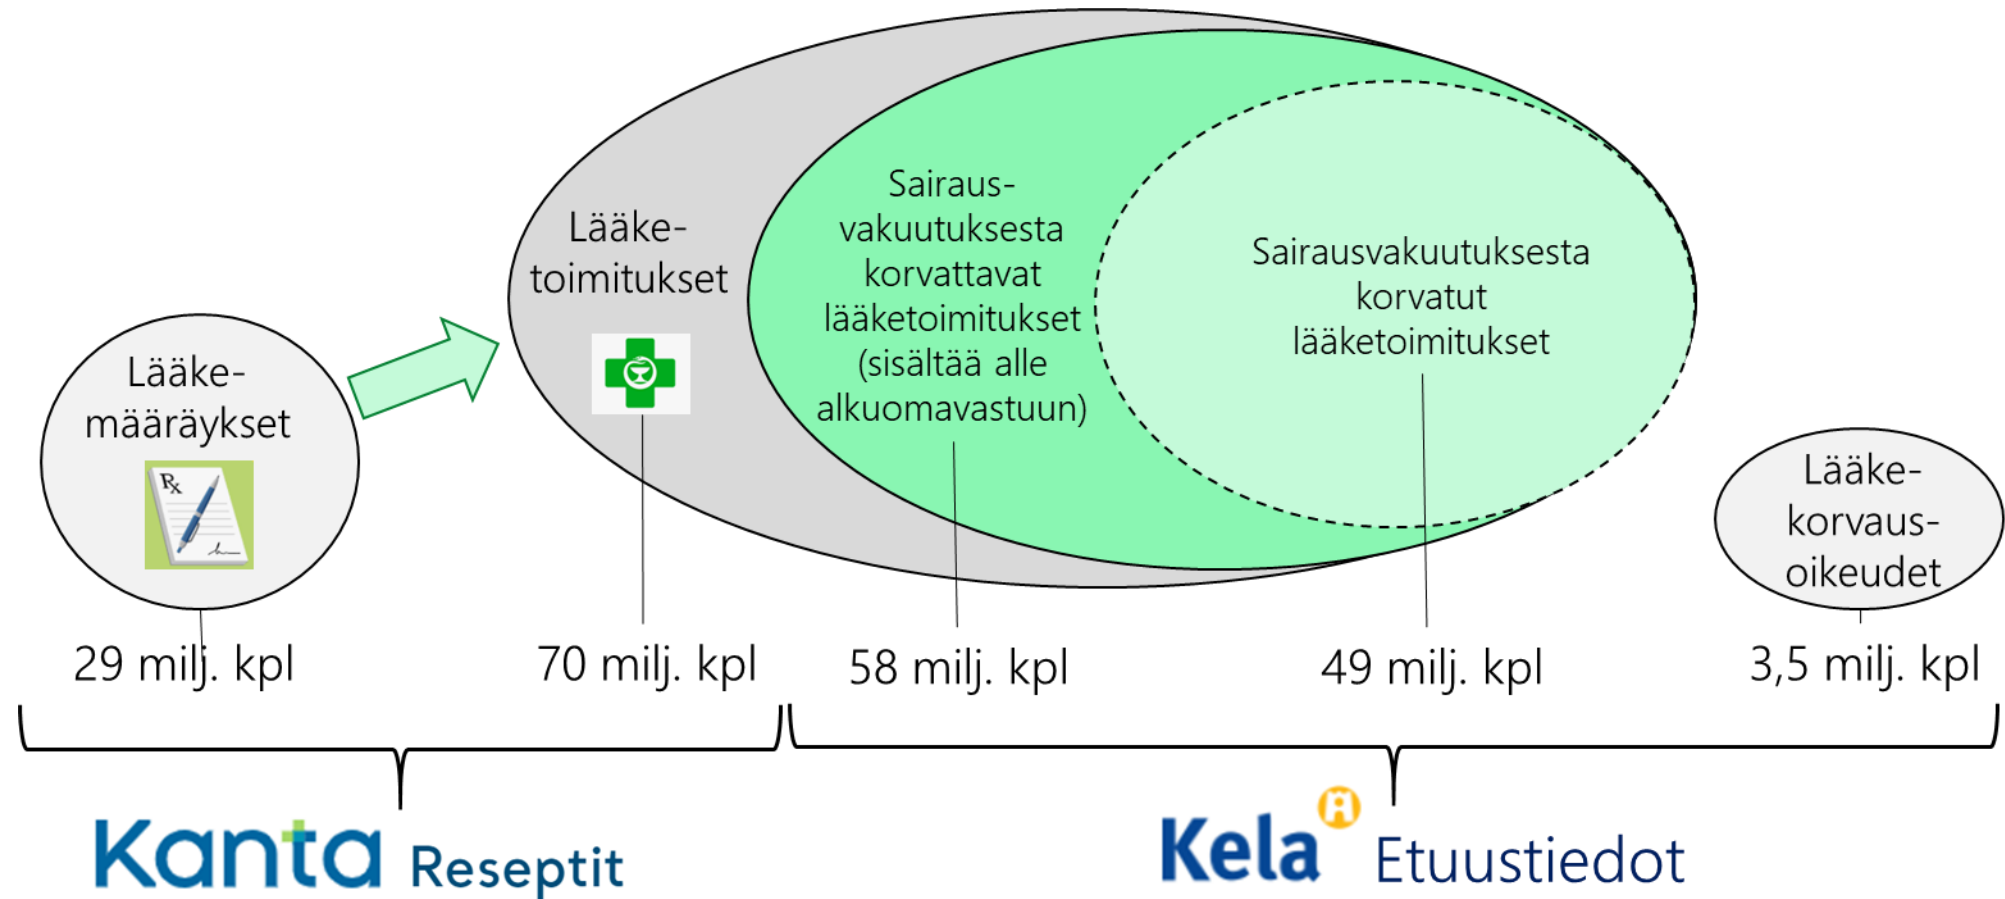 Lääke-
määräykset
Rx
29 milj. kpl
Lääke-
toimitukset
70 milj. kpl
Sairaus-
vakuutuksesta
korvattavat
lääketoimitukset
(sisältää alle
alkuomavastuun)
58 milj. kpl
Sairausvakuutuksesta
korvatut
lääketoimitukset
49 milj. kpl
Lääke-
korvaus-
oikeudet
3,5 milj. kpl
Kanta Reseptit
Kela Etuustiedot